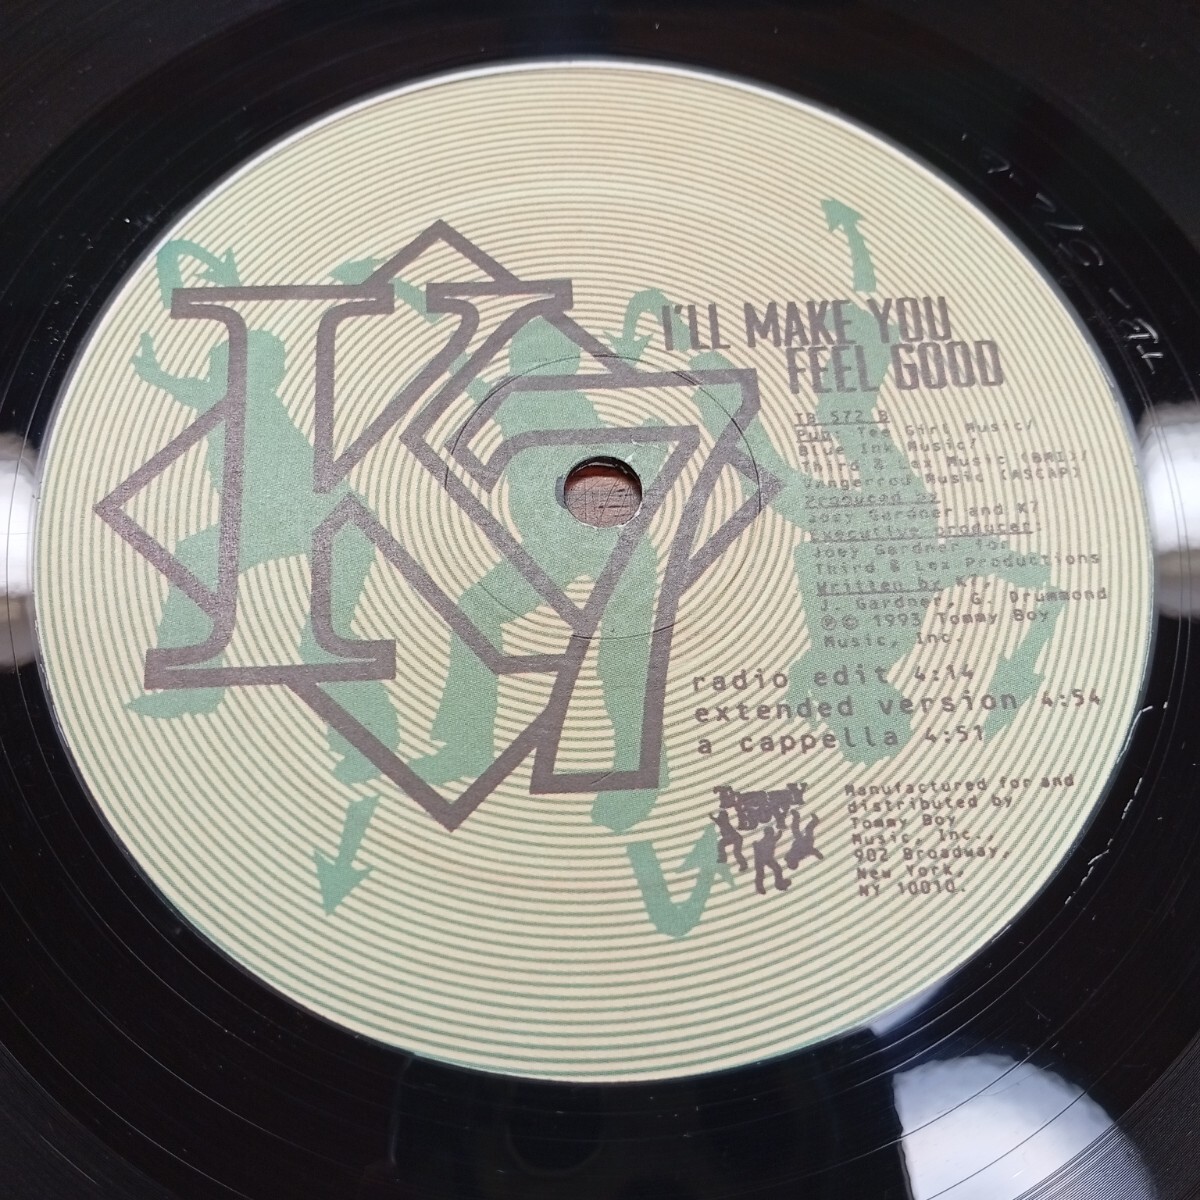 K7
I'LL MAKE YOU
FEEL GOOD
TB 572 B
Pub: Tee Girl Music/
Blue Ink Music/
Third & Lex Music (BMI)/
Dangerrod Music (ASCAP)
Produced by
Joey Gardner and K7
Executive producer:
Joey Gardner for
Third & Lex Productions
Written by K7,
J. Gardner, G. Drummond
℗© 1993 Tommy Boy
Music, Inc.
radio edit 4:14
extended version 4:54
a cappella 4:51
Tommy
Boy
Manufactured for and
distributed by
Tommy Boy
Music, Inc.,
902 Broadway,
New York,
NY 10010.